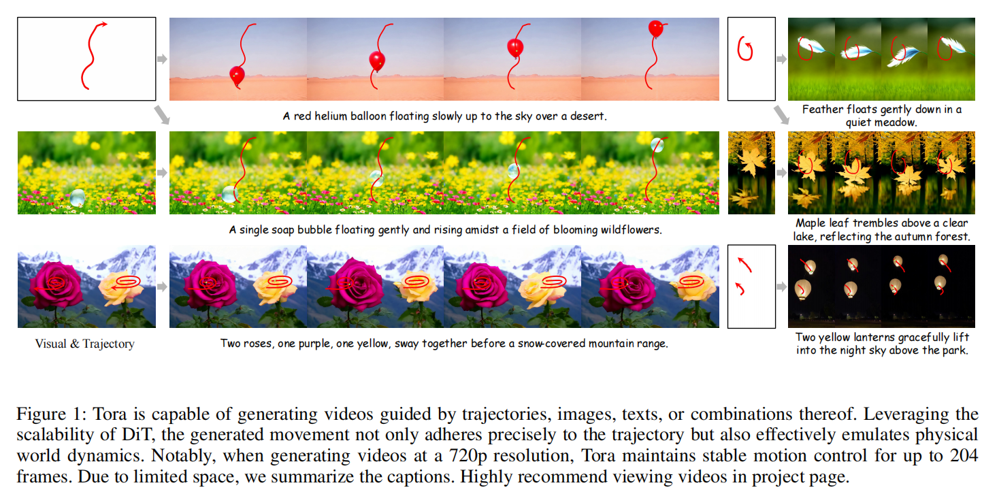 A red helium balloon floating slowly up to the sky over a desert.
Feather floats gently down in a
quiet meadow.
A single soap bubble floating gently and rising amidst a field of blooming wildflowers.
Maple leaf trembles above a clear
lake, reflecting the autumn forest.
Visual & Trajectory
Two roses, one purple, one yellow, sway together before a snow-covered mountain range.
Two yellow lanterns gracefully lift
into the night sky above the park.
Figure 1: Tora is capable of generating videos guided by trajectories, images, texts, or combinations thereof. Leveraging the
scalability of DiT, the generated movement not only adheres precisely to the trajectory but also effectively emulates physical
world dynamics. Notably, when generating videos at a 720p resolution, Tora maintains stable motion control for up to 204
frames. Due to limited space, we summarize the captions. Highly recommend viewing videos in project page.